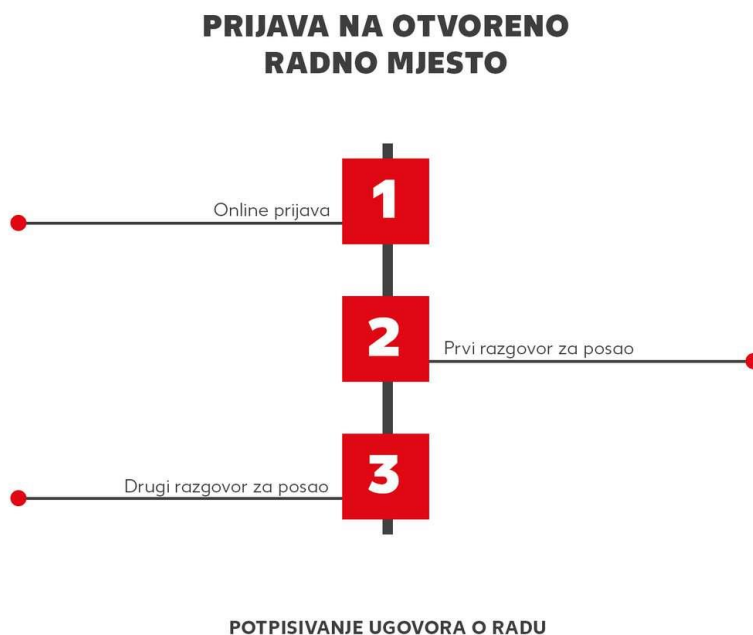 PRIJAVA NA OTVORENO
RADNO MJESTO
1
Online prijava
2
Prvi razgovor za posao
3
Drugi razgovor za posao
POTPISIVANJE UGOVORA O RADU